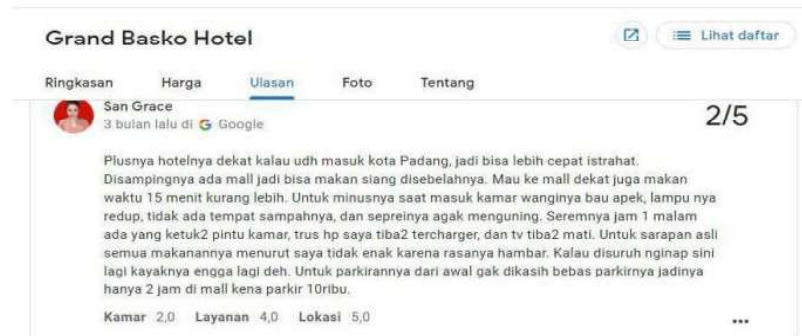 Grand Basko Hotel
Lihat daftar
Ringkasan Harga Ulasan Foto Tentang
San Grace
3 bulan lalu di G Google
2/5
Plusnya hotelnya dekat kalau udh masuk kota Padang, jadi bisa lebih cepat istrahat.
Disampingnya ada mall jadi bisa makan siang disebelahnya. Mau ke mall dekat juga makan
waktu 15 menit kurang lebih. Untuk minusnya saat masuk kamar wanginya bau apek, lampu nya
redup, tidak ada tempat sampahnya, dan sepreinya agak menguning. Seremnya jam 1 malam
ada yang ketuk2 pintu kamar, trus hp saya tiba2 tercharger, dan tv tiba2 mati. Untuk sarapan asli
semua makanannya menurut saya tidak enak karena rasanya hambar. Kalau disuruh nginap sini
lagi kayaknya engga lagi deh. Untuk parkirannya dari awal gak dikasih bebas parkirnya jadinya
hanya 2 jam di mall kena parkir 10ribu.
Kamar 2,0 Layanan 4,0 Lokasi 5,0